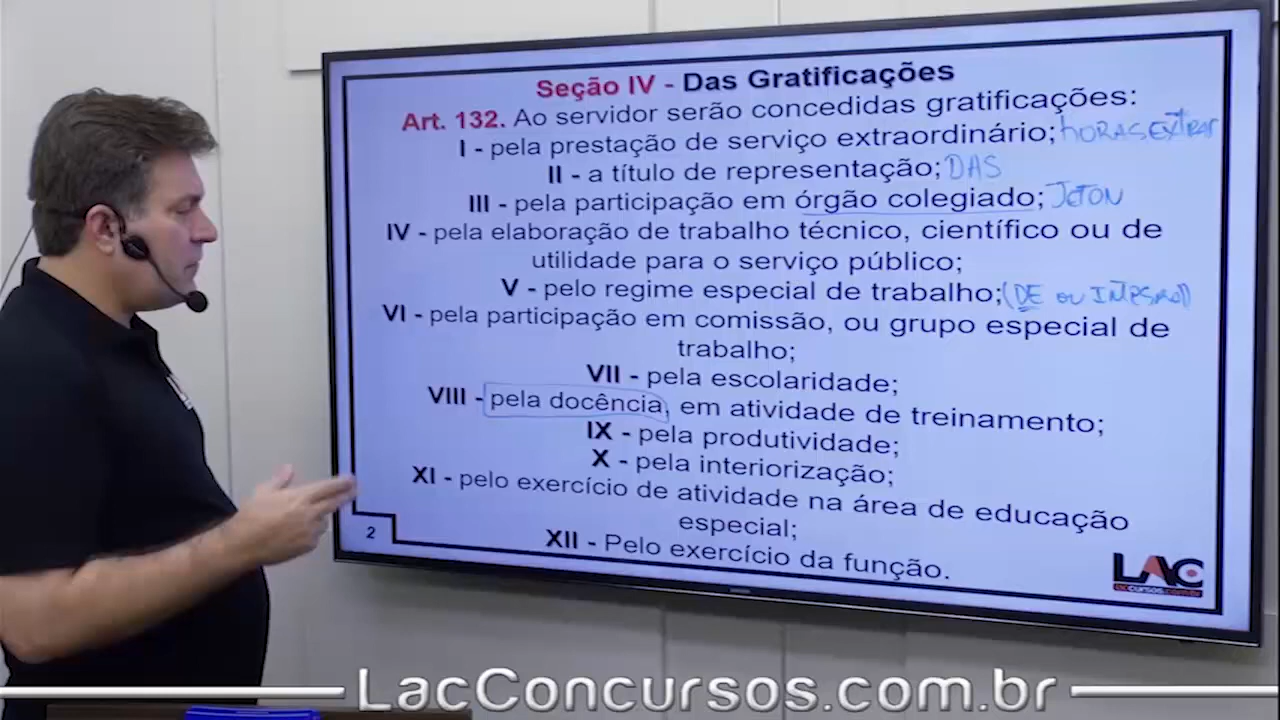 Seção IV - Das Gratificações
Art. 132. Ao servidor serão concedidas gratificações:
I - pela prestação de serviço extraordinário; HORAS EXTRAS
II - a título de representação; DAS
III - pela participação em órgão colegiado; JETON
IV - pela elaboração de trabalho técnico, científico ou de
utilidade para o serviço público;
V - pelo regime especial de trabalho; (DE ou INTEGRAL)
VI - pela participação em comissão, ou grupo especial de
trabalho;
VII - pela escolaridade;
VIII - pela docência, em atividade de treinamento;
IX - pela produtividade;
X - pela interiorização;
XI - pelo exercício de atividade na área de educação
especial;
XII - Pelo exercício da função.
2
LAC
laccursos.com.br
LacConcursos.com.br